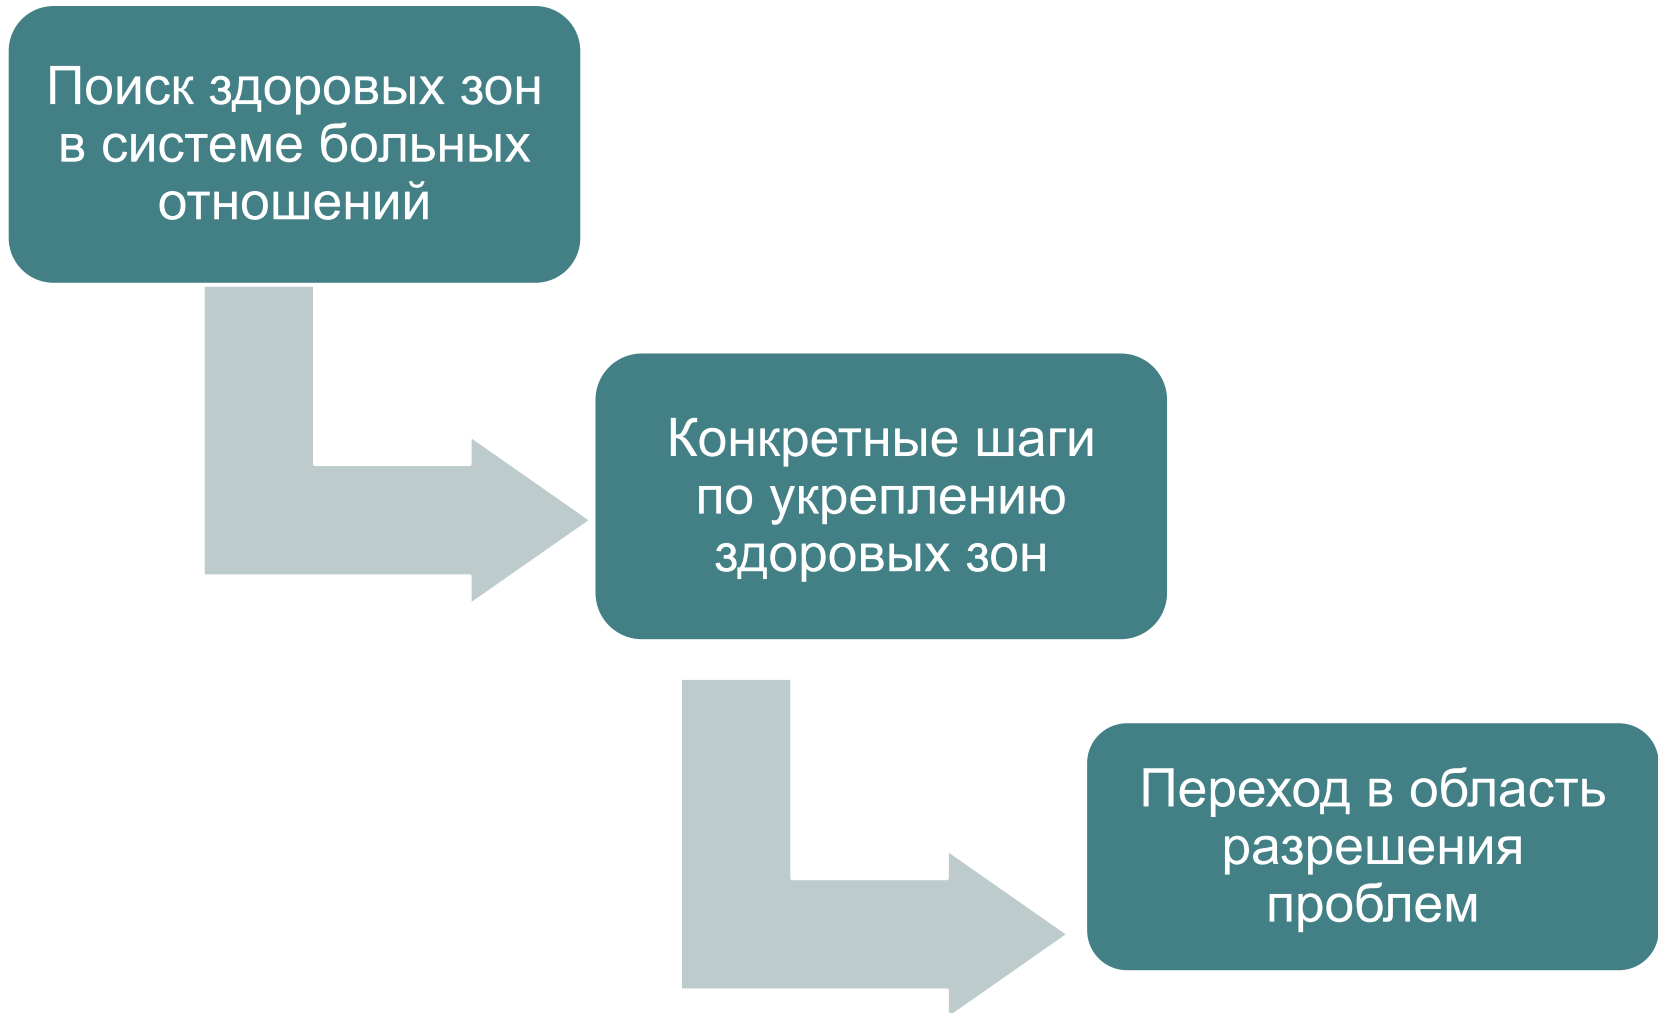 Поиск здоровых зон
в системе больных
отношений
Конкретные шаги
по укреплению
здоровых зон
Переход в область
разрешения
проблем